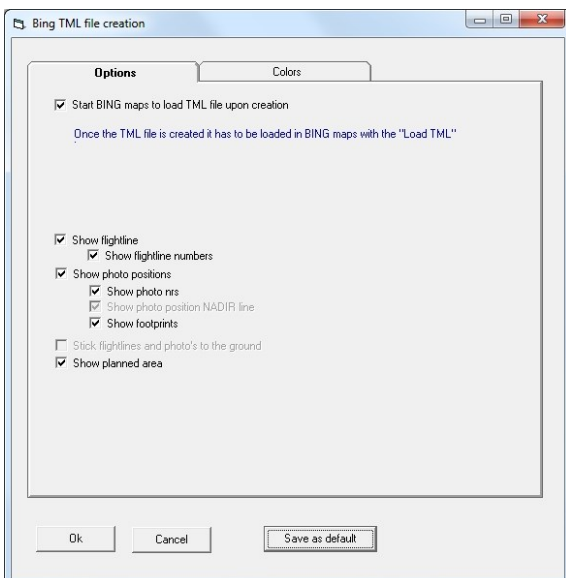 Bing TML file creation
Options
Colors
Start BING maps to load TML file upon creation
Once the TML file is created it has to be loaded in BING maps with the "Load TML"
Show flightline
Show flightline numbers
Show photo positions
Show photo nrs
Show photo position NADIR line
Show footprints
Stick flightlines and photo's to the ground
Show planned area
Ok
Cancel
Save as default